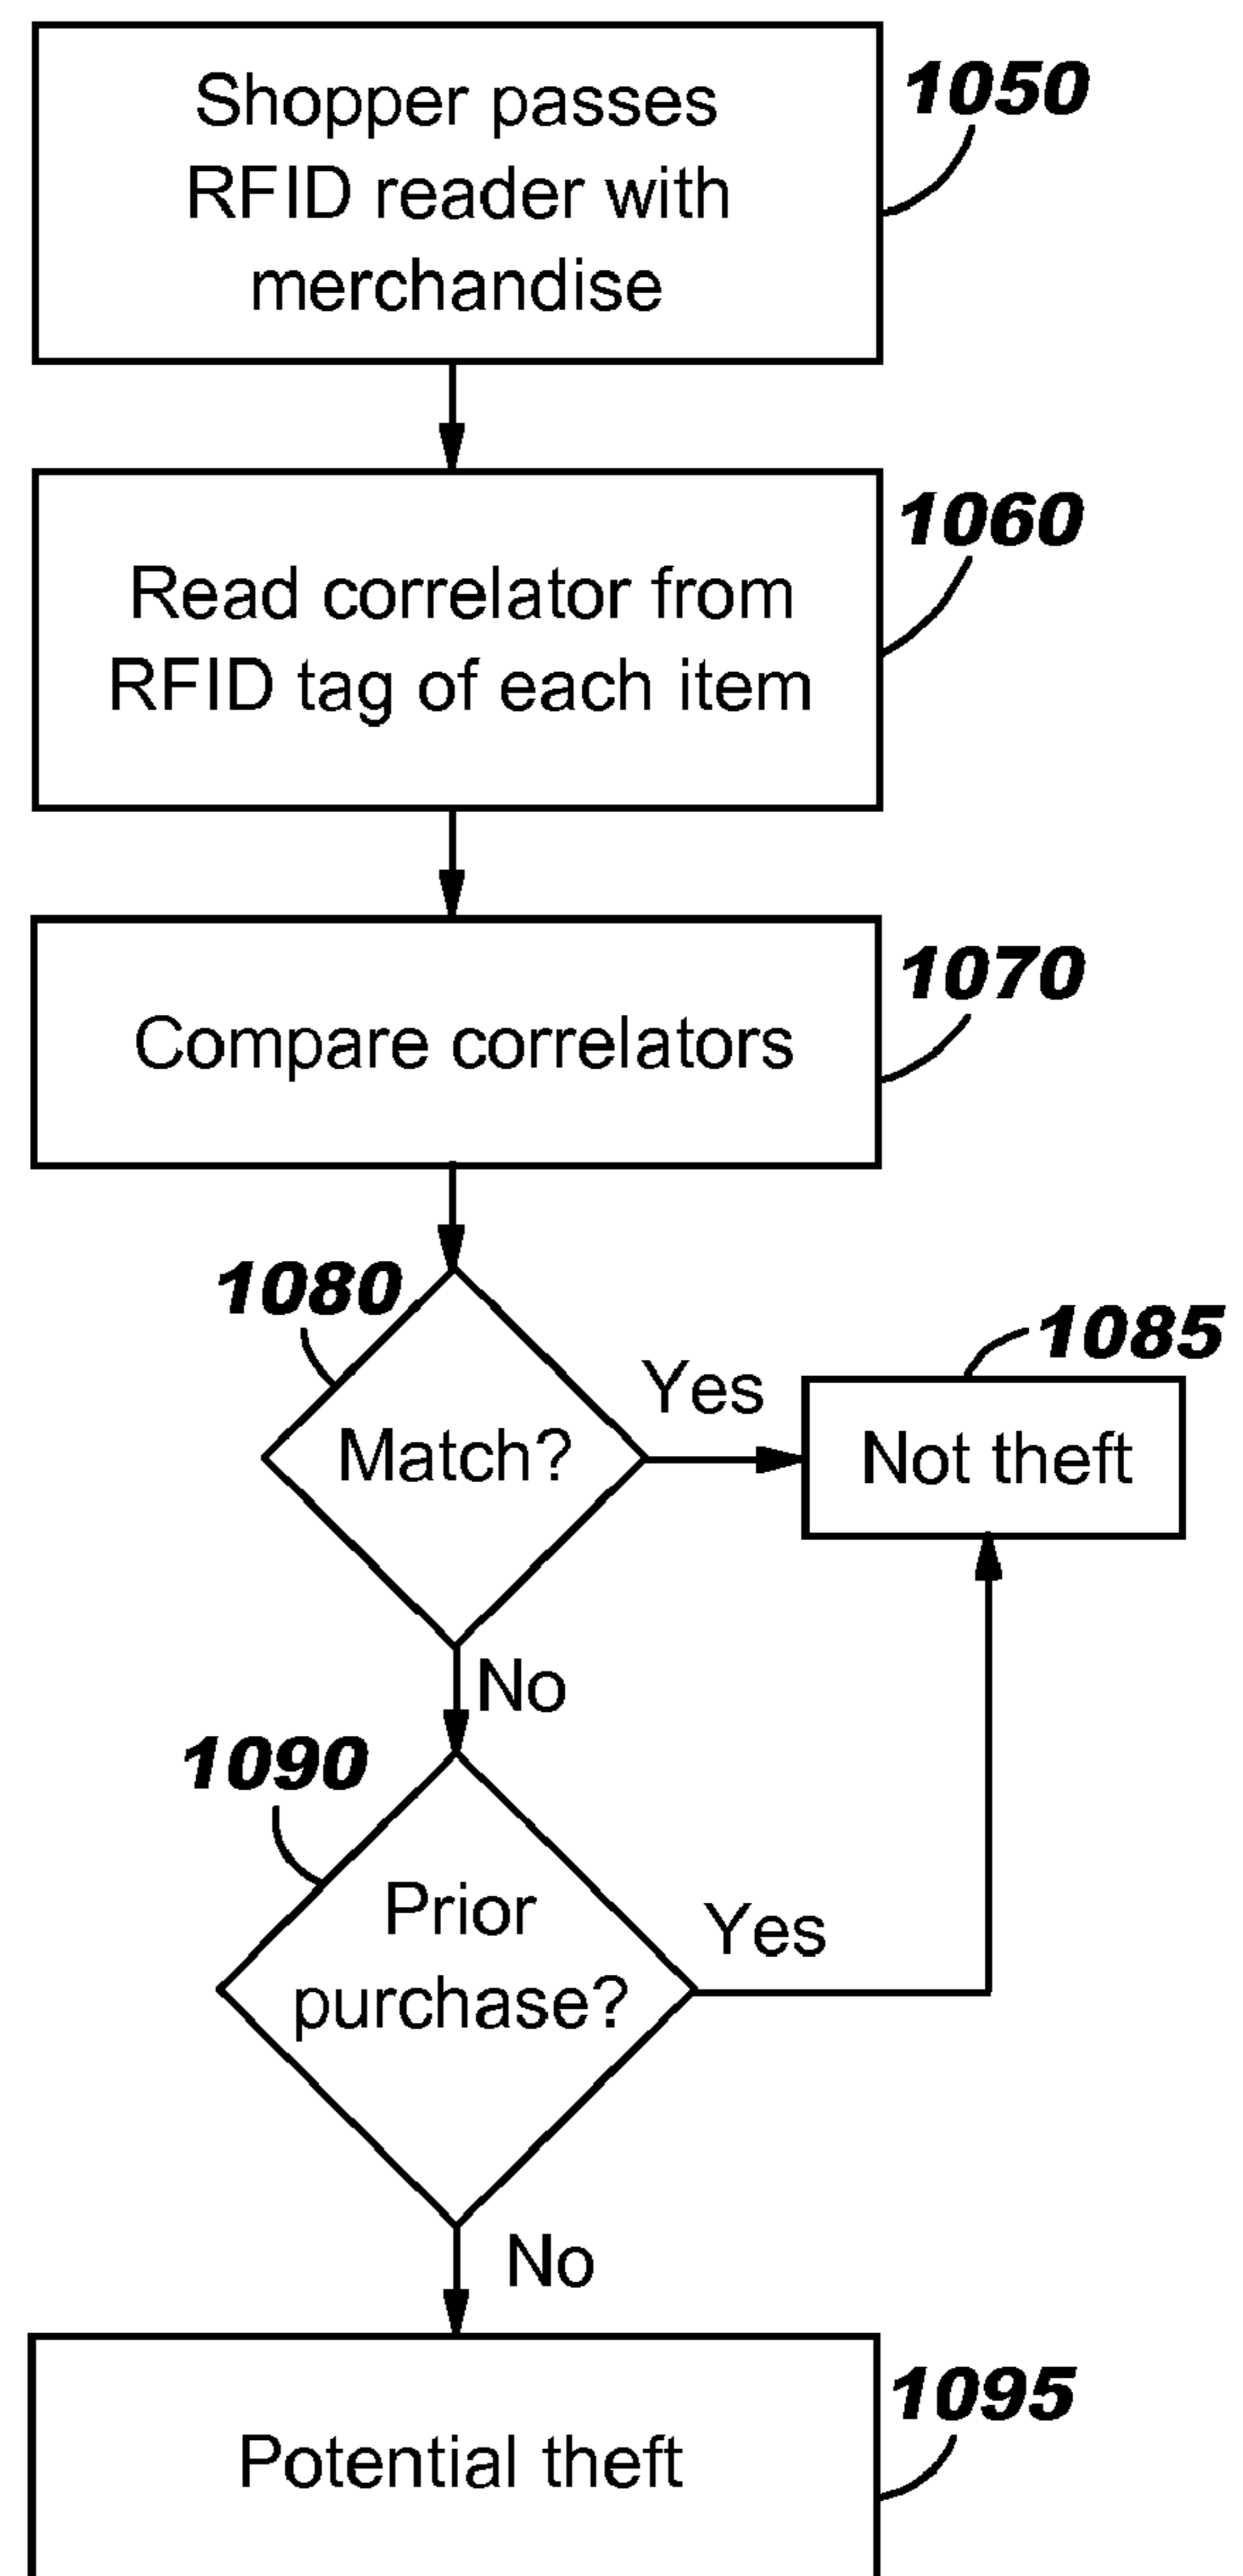 Shopper passes
RFID reader with
merchandise
1050
Read correlator from
RFID tag of each item
1060
Compare correlators
1070
1080
Match?
Yes
1085
Not theft
No
1090
Prior
purchase?
Yes
No
Potential theft
1095